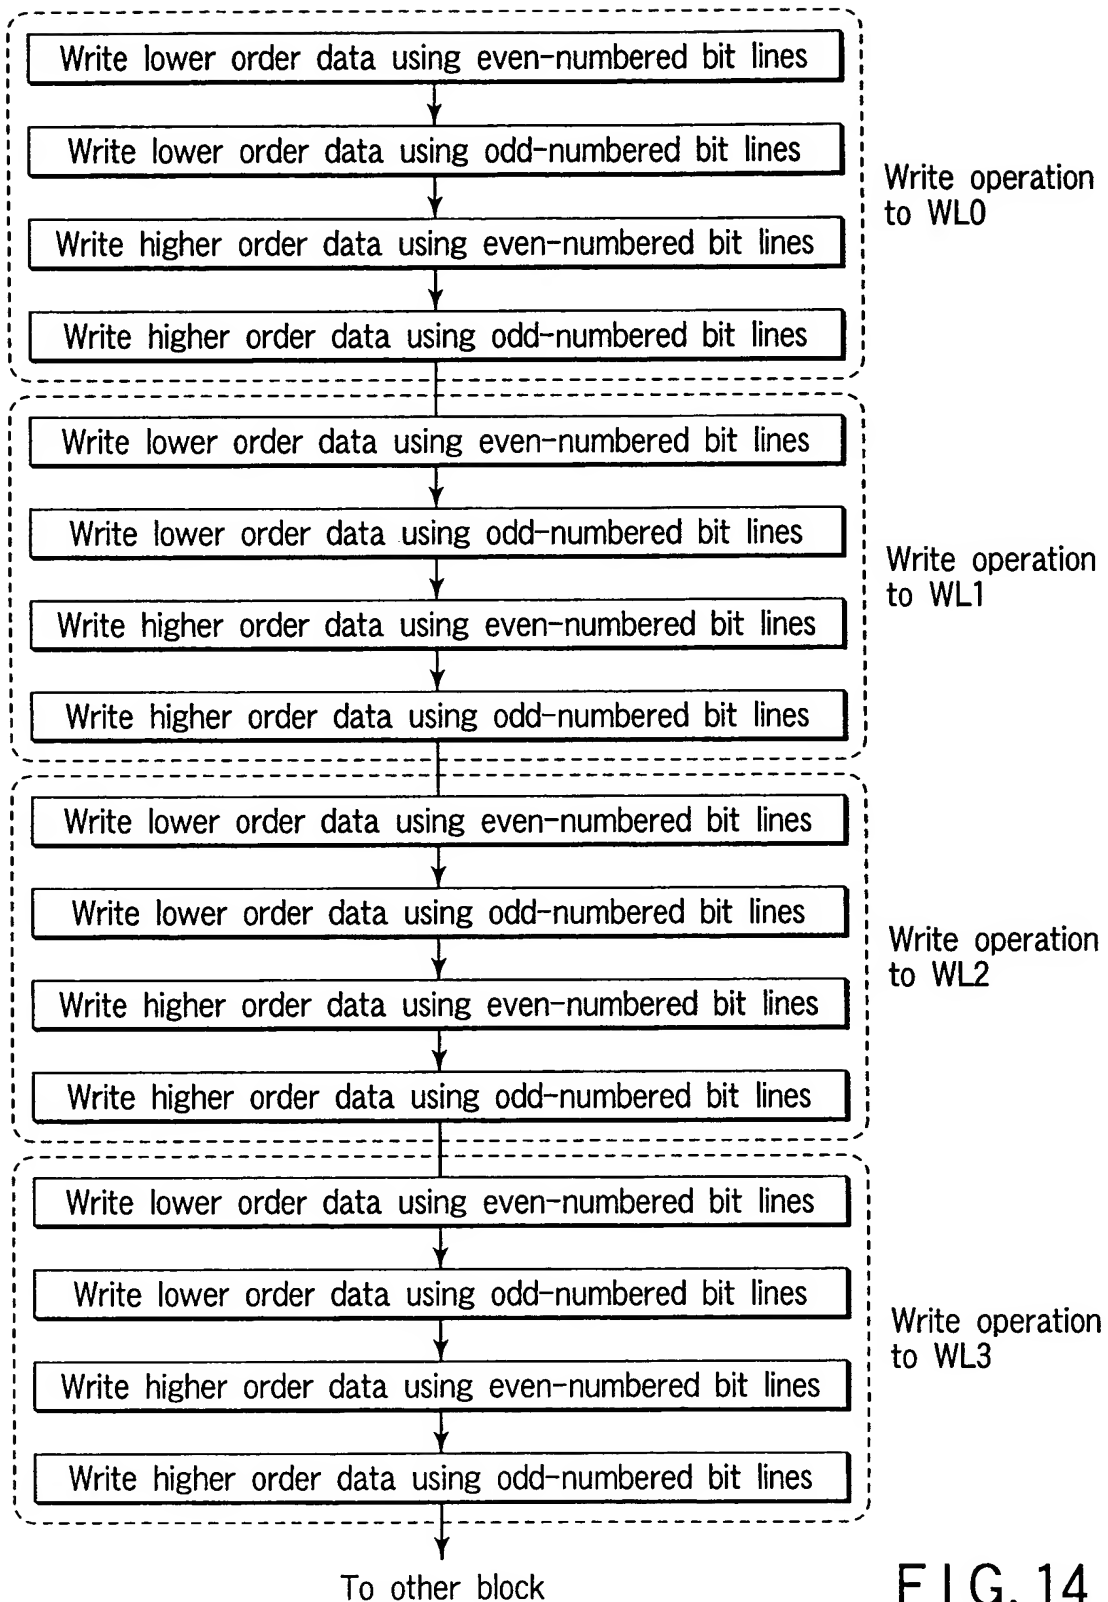 Write lower order data using even-numbered bit lines
Write lower order data using odd-numbered bit lines
Write higher order data using even-numbered bit lines
Write higher order data using odd-numbered bit lines
Write operation
to WL0
Write lower order data using even-numbered bit lines
Write lower order data using odd-numbered bit lines
Write higher order data using even-numbered bit lines
Write higher order data using odd-numbered bit lines
Write operation
to WL1
Write lower order data using even-numbered bit lines
Write lower order data using odd-numbered bit lines
Write higher order data using even-numbered bit lines
Write higher order data using odd-numbered bit lines
Write operation
to WL2
Write lower order data using even-numbered bit lines
Write lower order data using odd-numbered bit lines
Write higher order data using even-numbered bit lines
Write higher order data using odd-numbered bit lines
Write operation
to WL3
To other block
FIG. 14